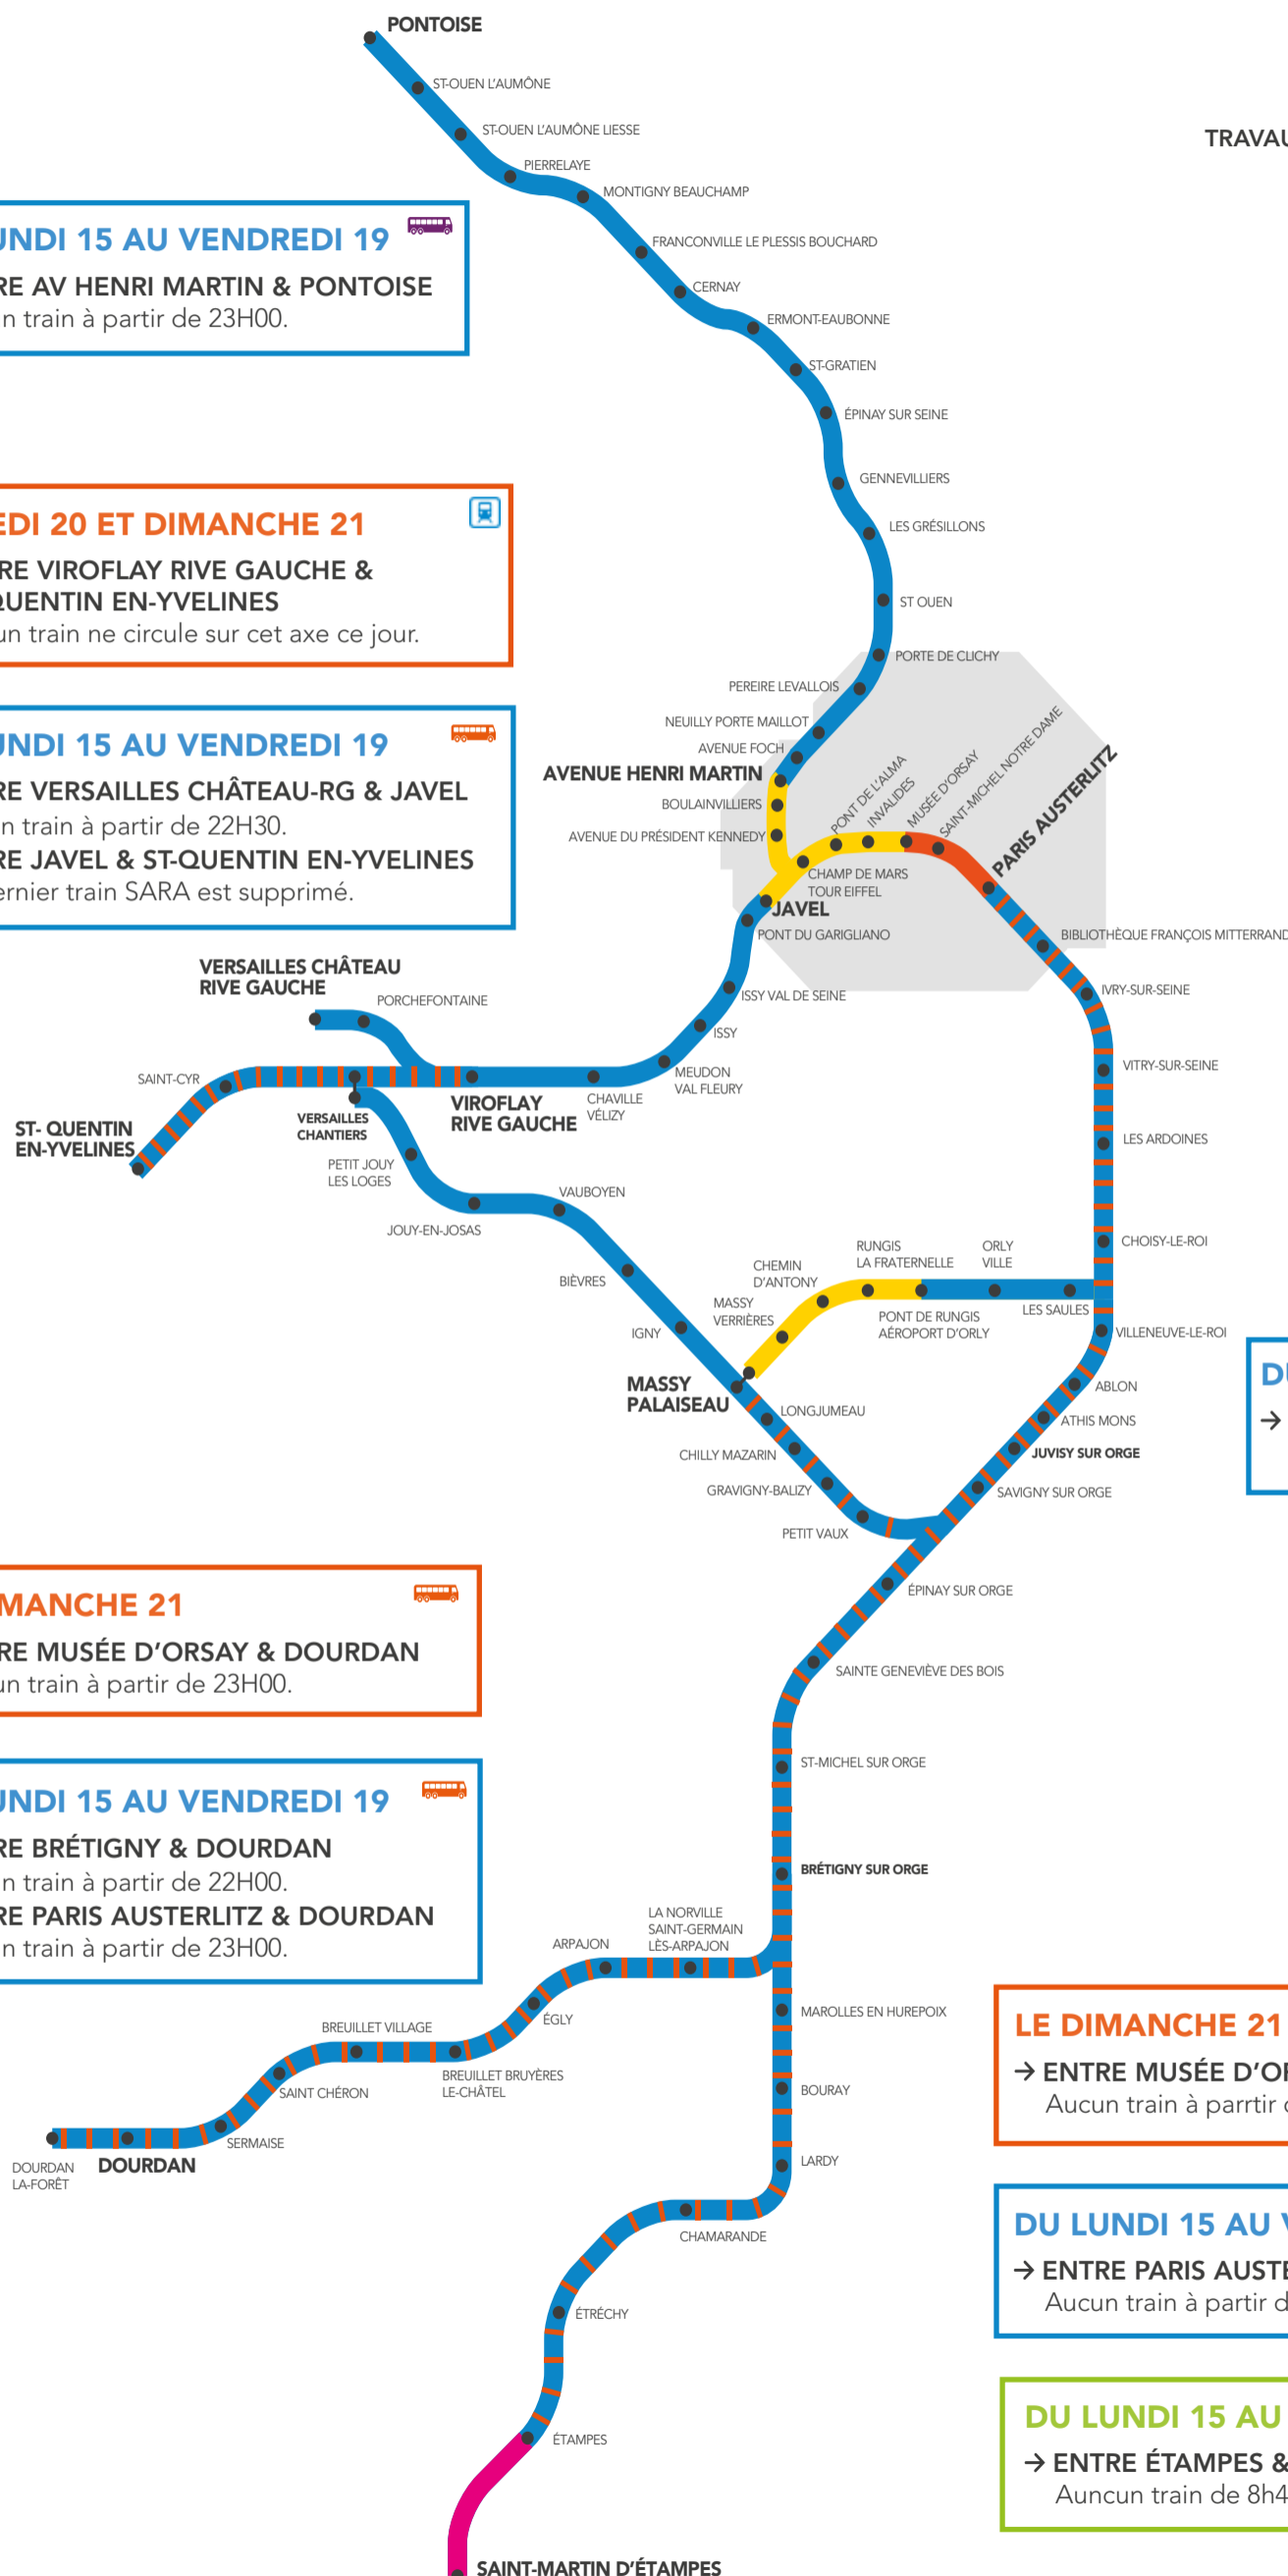 PONTOISE
ST-OUEN L'AUMÔNE
ST-OUEN L'AUMÔNE LIESSE
TRAVAU
PIERRELAYE
MONTIGNY BEAUCHAMP
UNDI 15 AU VENDREDI 19
RE AV HENRI MARTIN & PONTOISE
n train à partir de 23H00.
FRANCONVILLE LE PLESSIS BOUCHARD
CERNAY
ERMONT-EAUBONNE
ST-GRATIEN
ÉPINAY SUR SEINE
GENNEVILLIERS
LES GRÉSILLONS
EDI 20 ET DIMANCHE 21
RE VIROFLAY RIVE GAUCHE &
QUENTIN EN-YVELINES
un train ne circule sur cet axe ce jour.
ST OUEN
PORTE DE CLICHY
PEREIRE LEVALLOIS
NEUILLY PORTE MAILLOT
AVENUE FOCH
AVENUE HENRI MARTIN
BOULAINVILLIERS
AVENUE DU PRÉSIDENT KENNEDY
PONT DE L'ALMA
INVALIDES
MUSÉE D'ORSAY
SAINT-MICHEL NOTRE DAME
PARIS AUSTERLITZ
CHAMP DE MARS
TOUR EIFFEL
JAVEL
PONT DU GARIGLIANO
BIBLIOTHÈQUE FRANÇOIS MITTERRAND
UNDI 15 AU VENDREDI 19
RE VERSAILLES CHÂTEAU-RG & JAVEL
n train à partir de 22H30.
RE JAVEL & ST-QUENTIN EN-YVELINES
ernier train SARA est supprimé.
VERSAILLES CHÂTEAU
RIVE GAUCHE
PORCHEFONTAINE
ISSY VAL DE SEINE
IVRY-SUR-SEINE
ISSY
MEUDON
VAL FLEURY
CHAVILLE
VÉLIZY
VIROFLAY
RIVE GAUCHE
SAINT-CYR
VERSAILLES
CHANTIERS
ST- QUENTIN
EN-YVELINES
VITRY-SUR-SEINE
LES ARDOINES
PETIT JOUY
LES LOGES
VAUBOYEN
JOUY-EN-JOSAS
BIÈVRES
IGNY
CHOISY-LE-ROI
RUNGIS
LA FRATERNELLE
ORLY
VILLE
CHEMIN
D'ANTONY
MASSY
VERRIÈRES
PONT DE RUNGIS
AÉROPORT D'ORLY
LES SAULES
VILLENEUVE-LE-ROI
MASSY
PALAISEAU
ABLON
DU
→
LONGJUMEAU
ATHIS MONS
CHILLY MAZARIN
JUVISY SUR ORGE
GRAVIGNY-BALIZY
SAVIGNY SUR ORGE
PETIT VAUX
ÉPINAY SUR ORGE
MANCHE 21
RE MUSÉE D'ORSAY & DOURDAN
un train à partir de 23H00.
SAINTE GENEVIÈVE DES BOIS
ST-MICHEL SUR ORGE
UNDI 15 AU VENDREDI 19
RE BRÉTIGNY & DOURDAN
n train à partir de 22H00.
RE PARIS AUSTERLITZ & DOURDAN
n train à partir de 23H00.
BRÉTIGNY SUR ORGE
LA NORVILLE
SAINT-GERMAIN
LÈS-ARPAJON
ARPAJON
ÉGLY
MAROLLES EN HUREPOIX
BREUILLET VILLAGE
BREUILLET BRUYÈRES
LE-CHÂTEL
SAINT CHÉRON
SERMAISE
DOURDAN
LA-FORÊT
DOURDAN
BOURAY
LARDY
CHAMARANDE
ÉTRÉCHY
ÉTAMPES
SAINT-MARTIN D'ÉTAMPES
LE DIMANCHE 21
→ ENTRE MUSÉE D'OR
Aucun train à parrtir d
DU LUNDI 15 AU V
→ ENTRE PARIS AUSTE
Aucun train à partir d
DU LUNDI 15 AU
→ ENTRE ÉTAMPES &
Auncun train de 8h4